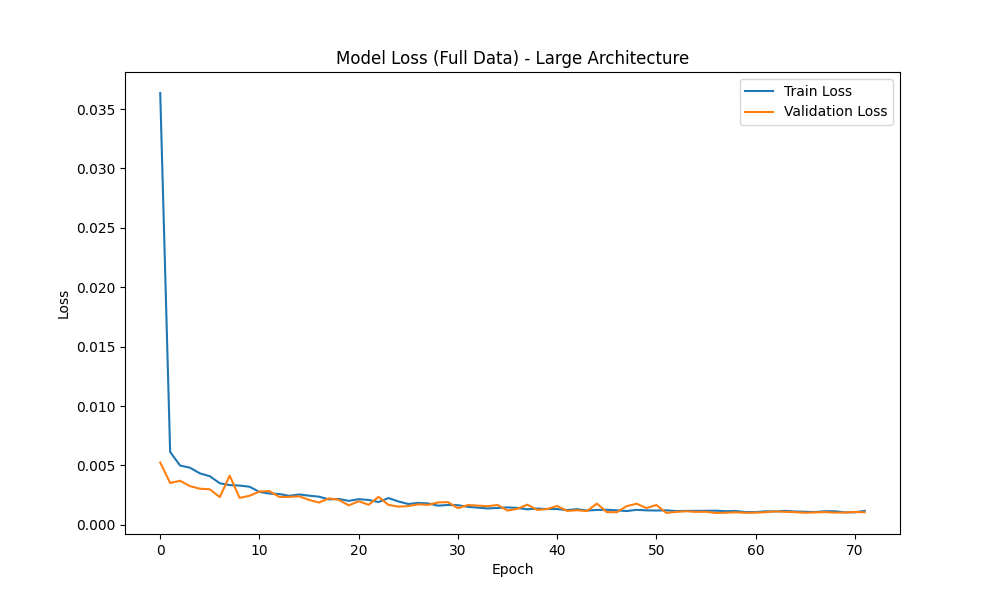 Model Loss (Full Data) - Large Architecture
Train Loss
Validation Loss
Loss
0.035
0.030
0.025
0.020
0.015
0.010
0.005
0.000
0 10 20 30 40 50 60 70
Epoch